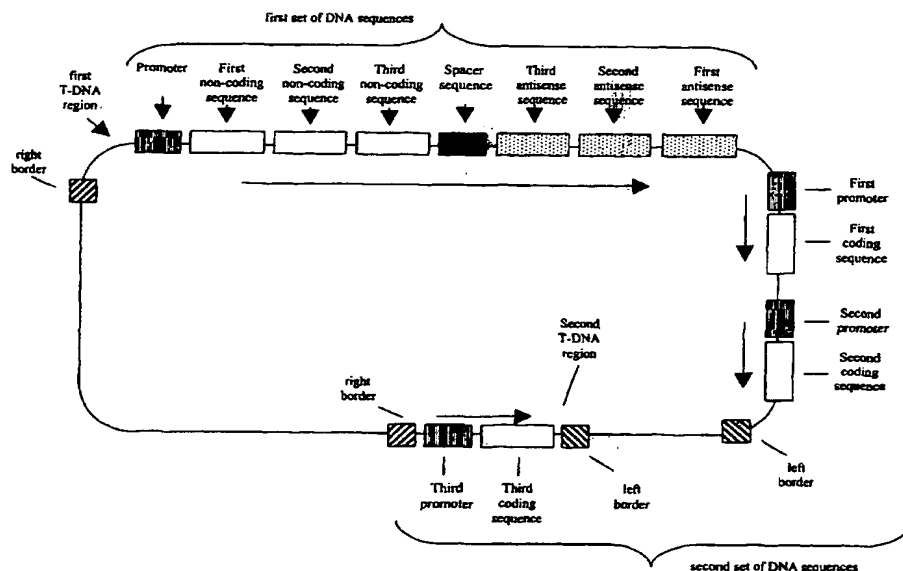 first set of DNA sequences
first
T-DNA
region
Promoter
First
non-coding
sequence
Second
non-coding
sequence
Third
non-coding
sequence
Spacer
sequence
Third
antisense
sequence
Second
antisense
sequence
First
antisense
sequence
right
border
First
promoter
First
coding
sequence
Second
promoter
Second
coding
sequence
Second
T-DNA
region
right
border
left
border
Third
promoter
Third
coding
sequence
left
border
second set of DNA sequences